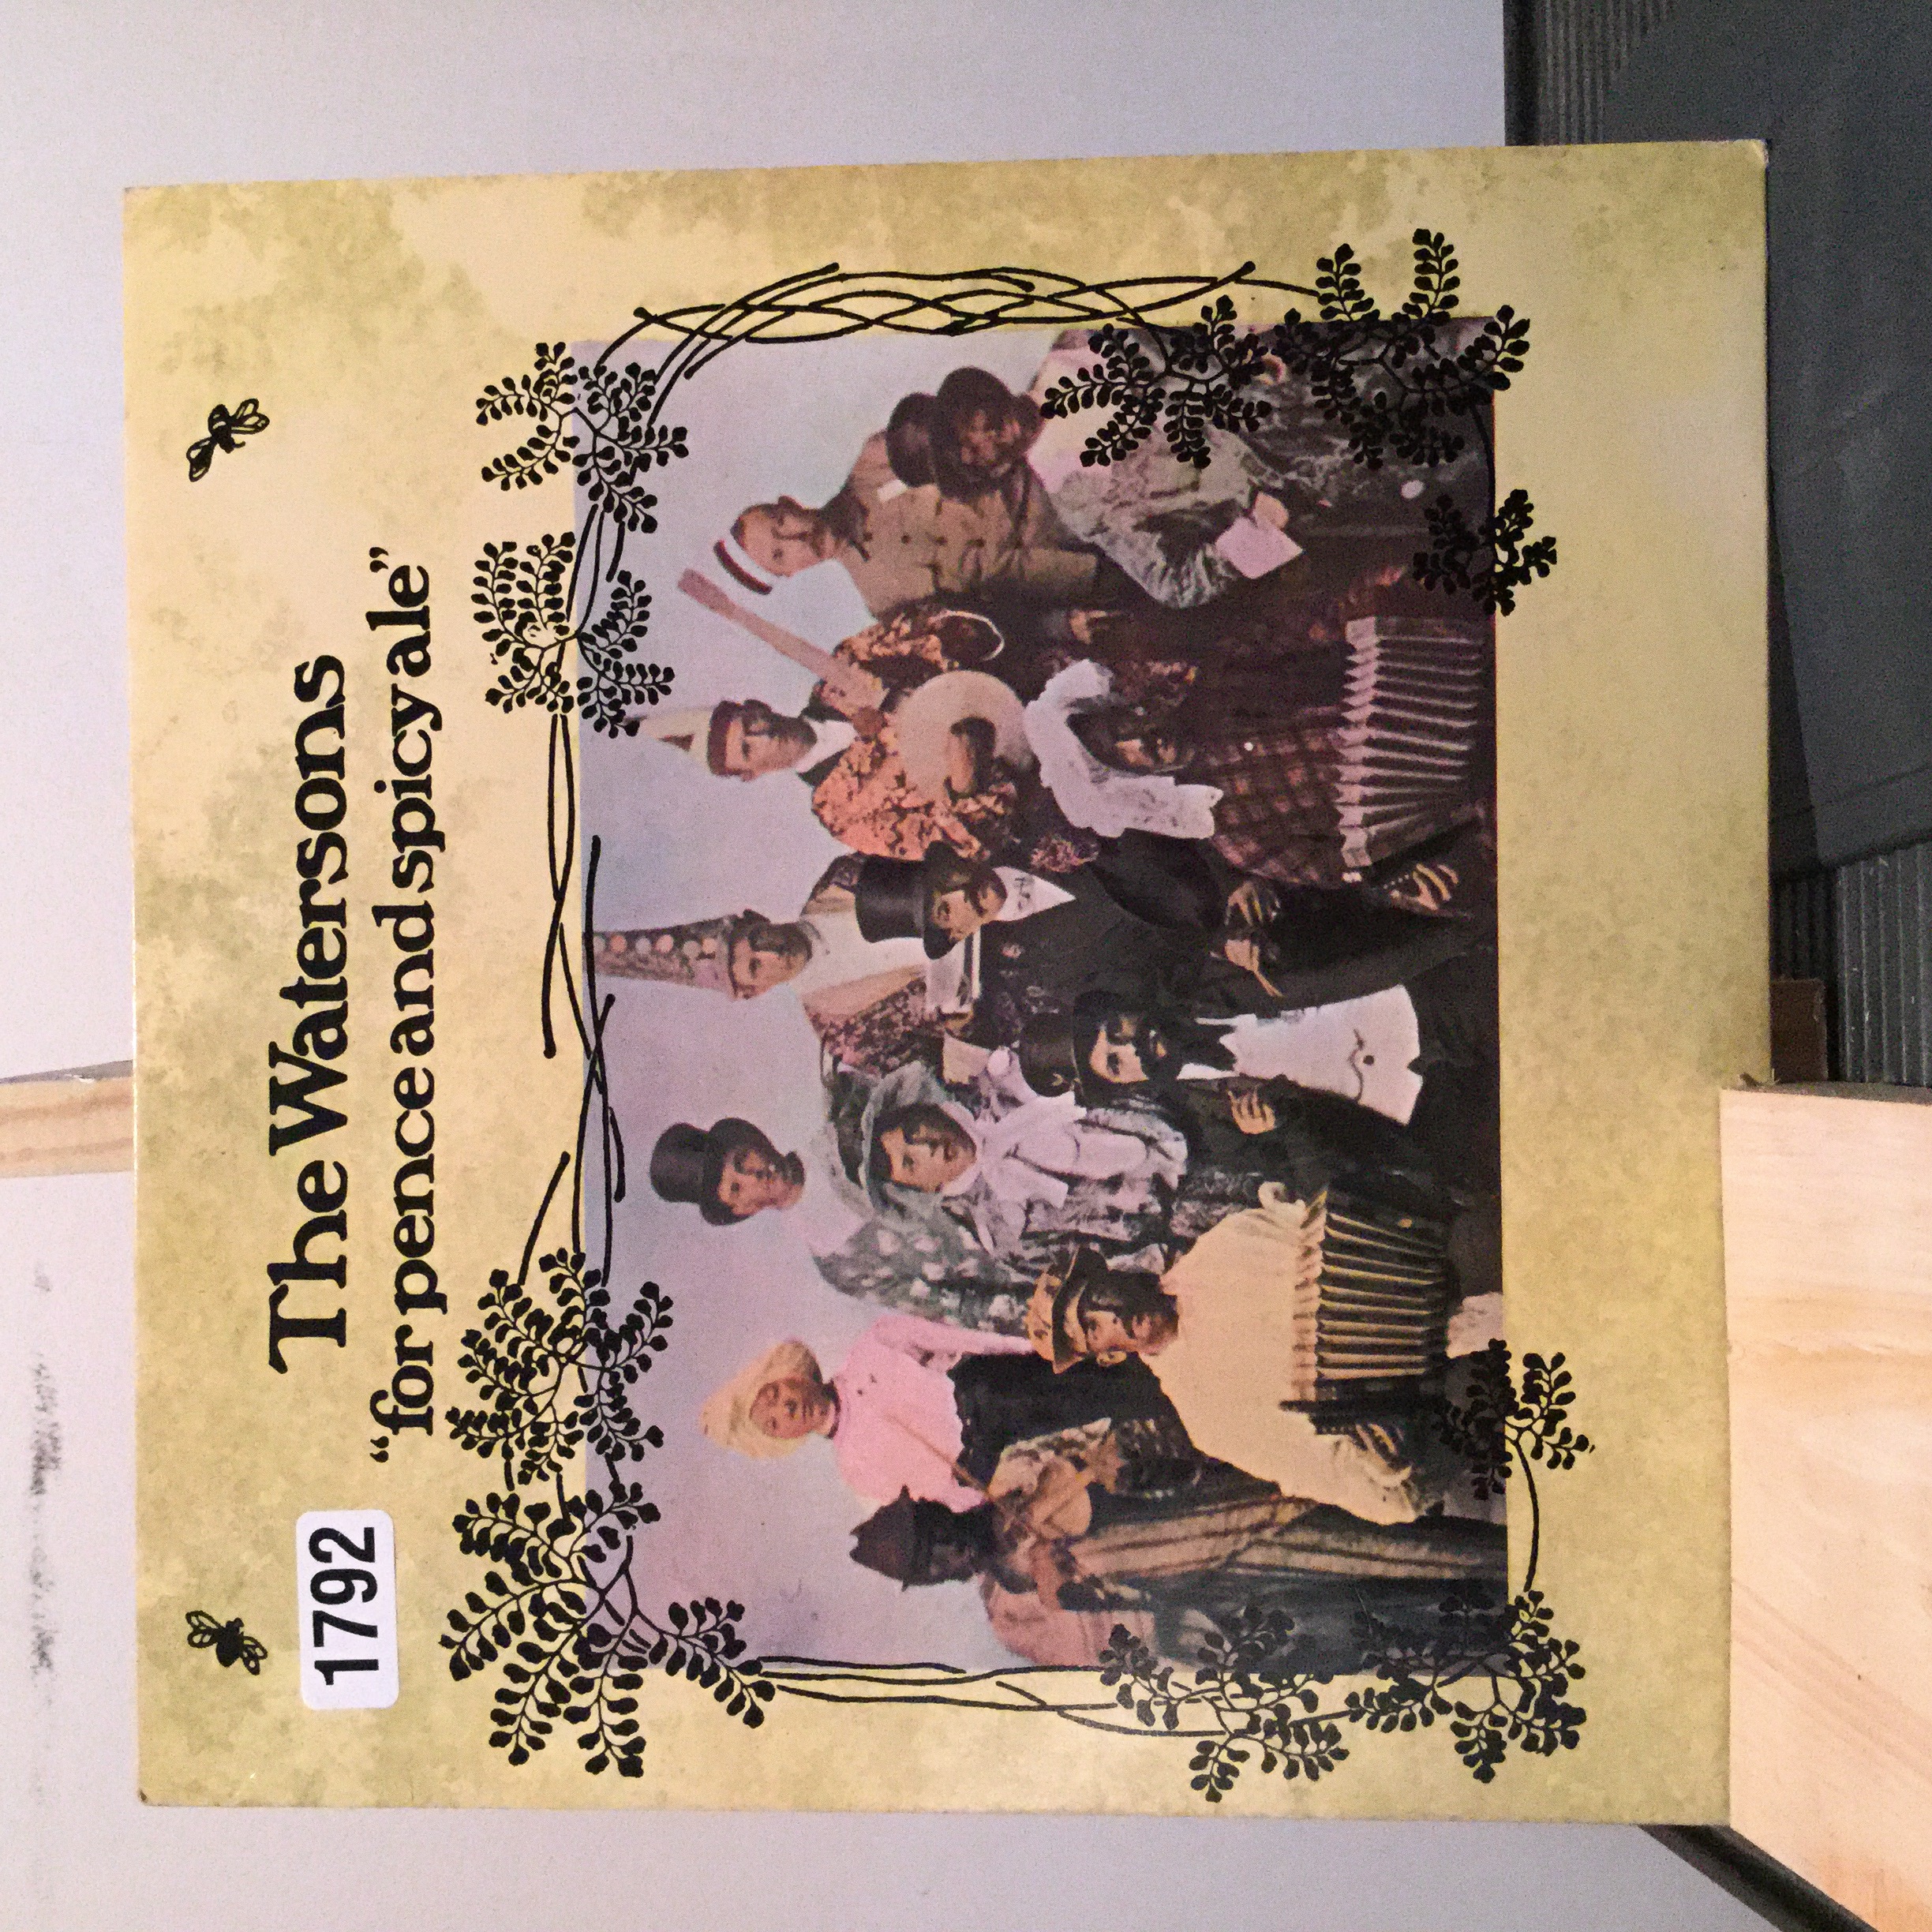 The Watersons
"for pence and spicy ale"
1792